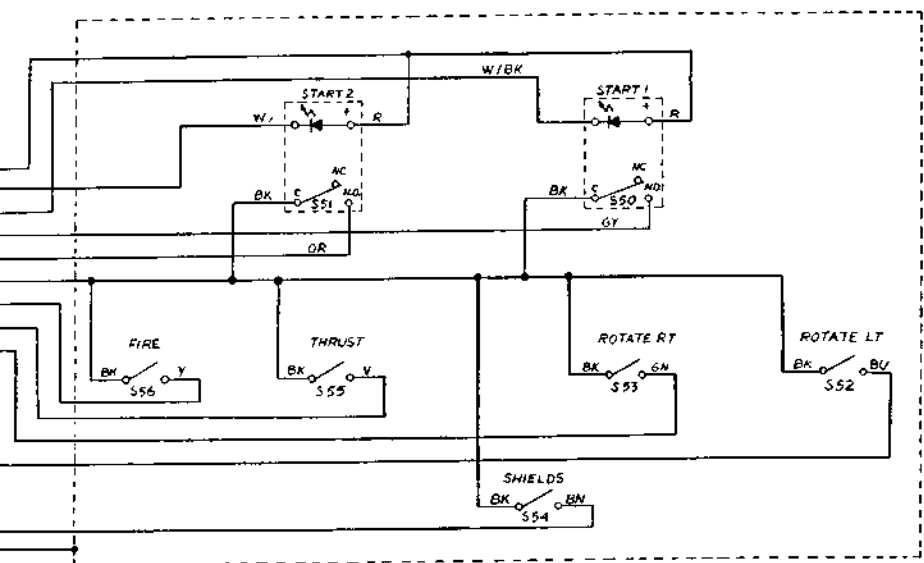 W/BK
START 2
START 1
W/
+
R
+
R
NC
NC
BK
C
NO
S51
BK
C
NO
S50
GY
OR
FIRE
THRUST
ROTATE RT
ROTATE LT
BK
Y
S56
BK
V
S55
BK
GN
S53
BK
BU
S52
SHIELDS
BK
BN
S54